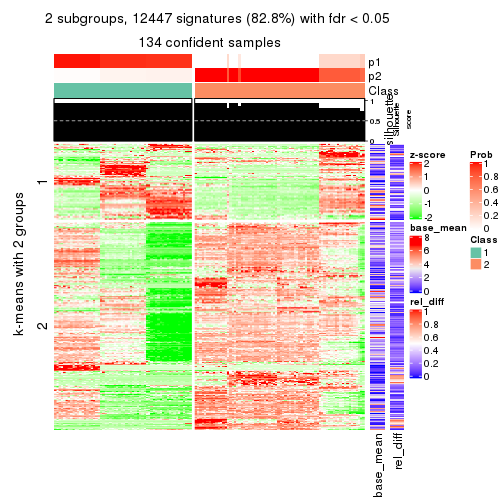 2 subgroups, 12447 signatures (82.8%) with fdr < 0.05
134 confident samples
p1
p2
Class
1
0.5
0
silhouette
Silhouette
score
k-means with 2 groups
1
2
base_mean
rel_diff
z-score
2
1
0
-1
-2
base_mean
8
6
4
2
0
rel_diff
1
0.8
0.6
0.4
0.2
0
Prob
1
0.8
0.6
0.4
0.2
0
Class
1
2